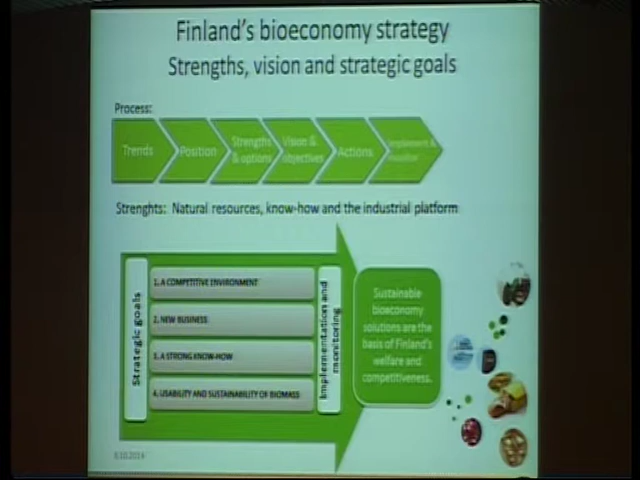 Finland's bioeconomy strategy
Strengths, vision and strategic goals
Process:
Trends
Position
Strengths
& options
Vision &
objectives
Actions
Implement &
monitor
Strenghts: Natural resources, know-how and the industrial platform
Strategic goals
1. A COMPETITIVE ENVIRONMENT
2. NEW BUSINESS
3. A STRONG KNOW-HOW
4. USABILITY AND SUSTAINABILITY OF BIOMASS
Implementation and
monitoring
Sustainable
bioeconomy
solutions are the
basis of Finland's
welfare and
competitiveness.